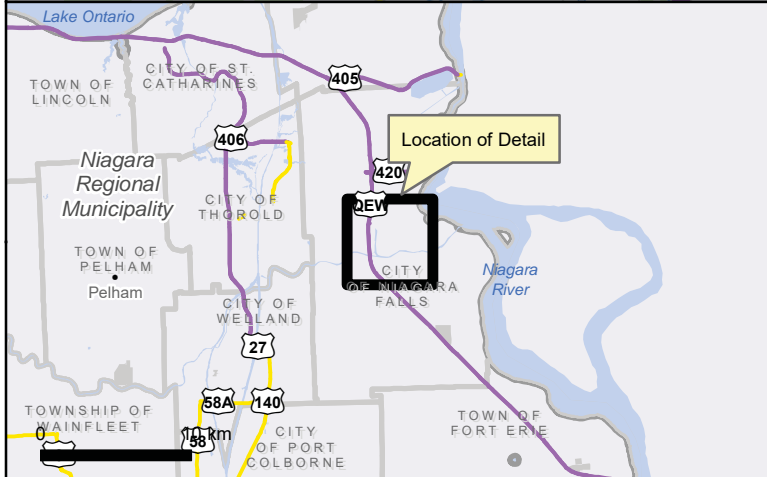 Lake Ontario
CITY OF ST.
CATHARINES
TOWN OF
LINCOLN
405
406
Location of Detail
Niagara
Regional
Municipality
420
QEW
CITY OF
THOROLD
TOWN OF
PELHAM
Pelham
CITY
OF NIAGARA
FALLS
Niagara
River
CITY OF
WELLAND
27
58A
140
TOWNSHIP OF
WAINFLEET
TOWN OF
FORT ERIE
0
10 km
58
CITY
OF PORT
COLBORNE